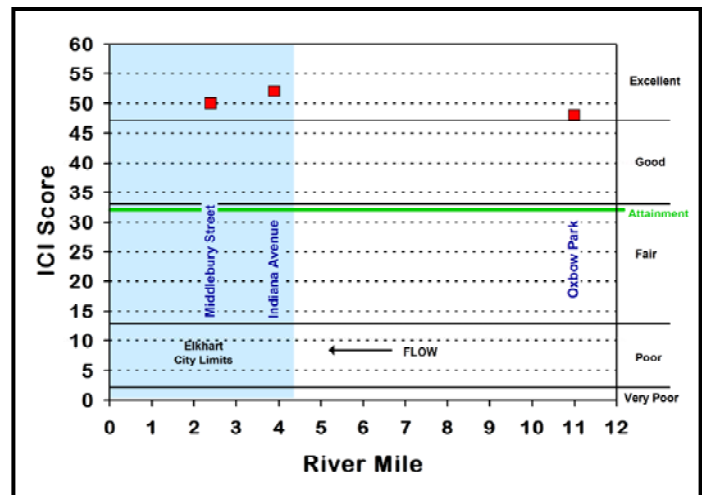 60
55
50
45
40
35
30
25
20
15
10
5
0
ICI Score
Excellent
Good
Attainment
Fair
Poor
Very Poor
Middlebury Street
Indiana Avenue
Oxbow Park
Elkhart
City Limits
FLOW
0 1 2 3 4 5 6 7 8 9 10 11 12
River Mile